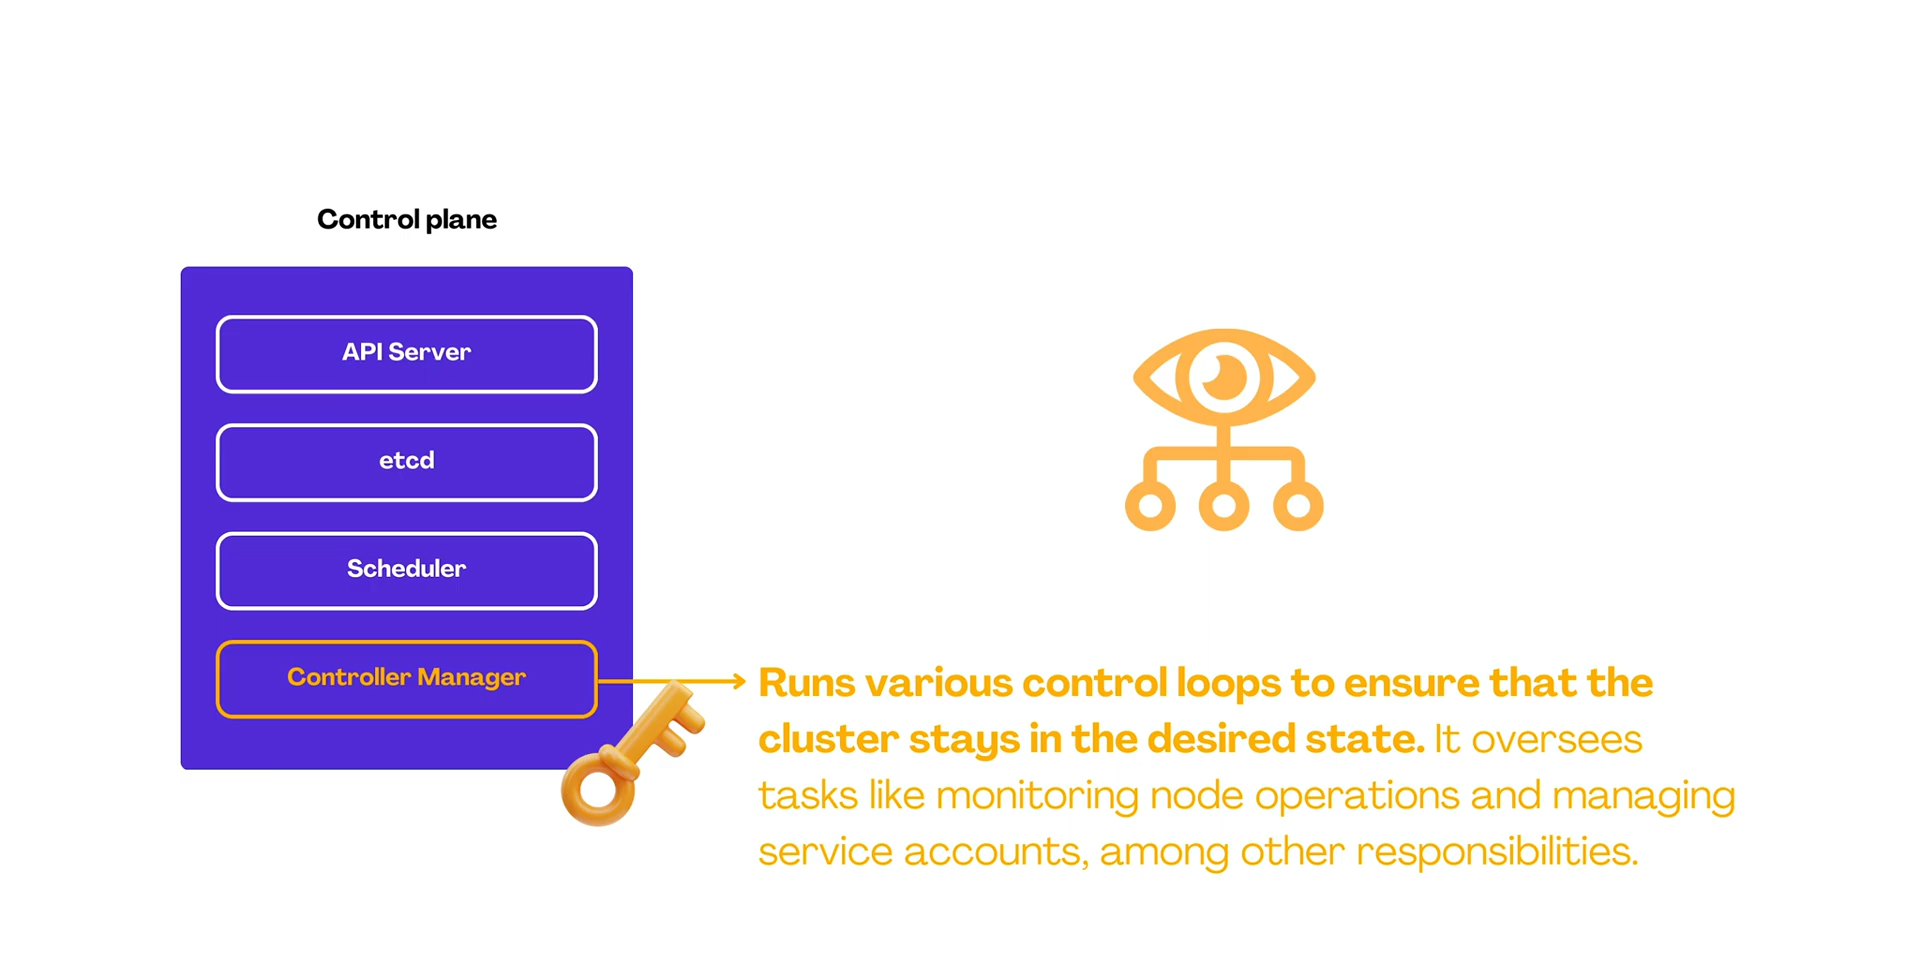 Control plane
API Server
etcd
Scheduler
Controller Manager
Runs various control loops to ensure that the
cluster stays in the desired state. It oversees
tasks like monitoring node operations and managing
service accounts, among other responsibilities.